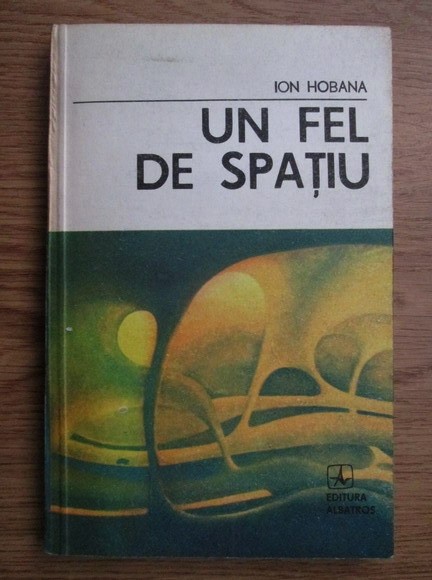 ION HOBANA
UN FEL
DE SPAȚIU
EDITURA
ALBATROS